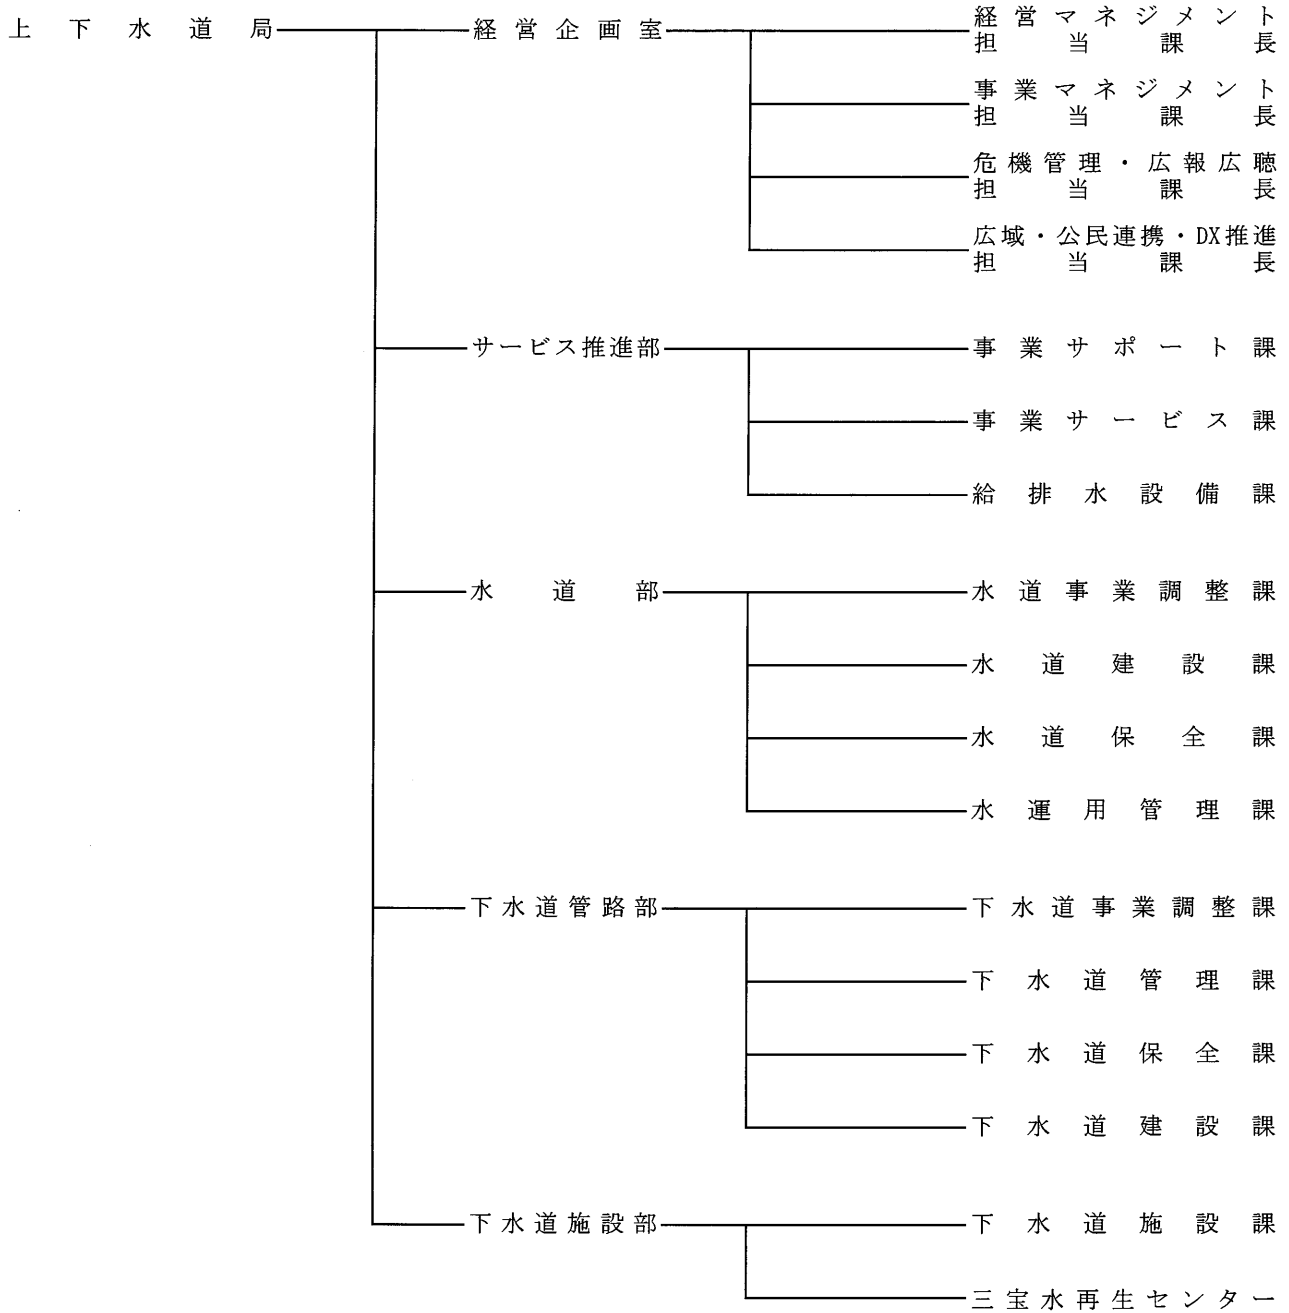 上下水道局
経営企画室
経営マネジメント
担当課長
事業マネジメント
担当課長
危機管理・広報広聴
担当課長
広域・公民連携・DX推進
担当課長
サービス推進部
事業サポート課
事業サービス課
給排水設備課
水道部
水道事業調整課
水道建設課
水道保全課
水運用管理課
下水道管路部
下水道事業調整課
下水道管理課
下水道保全課
下水道建設課
下水道施設部
下水道施設課
三宝水再生センター